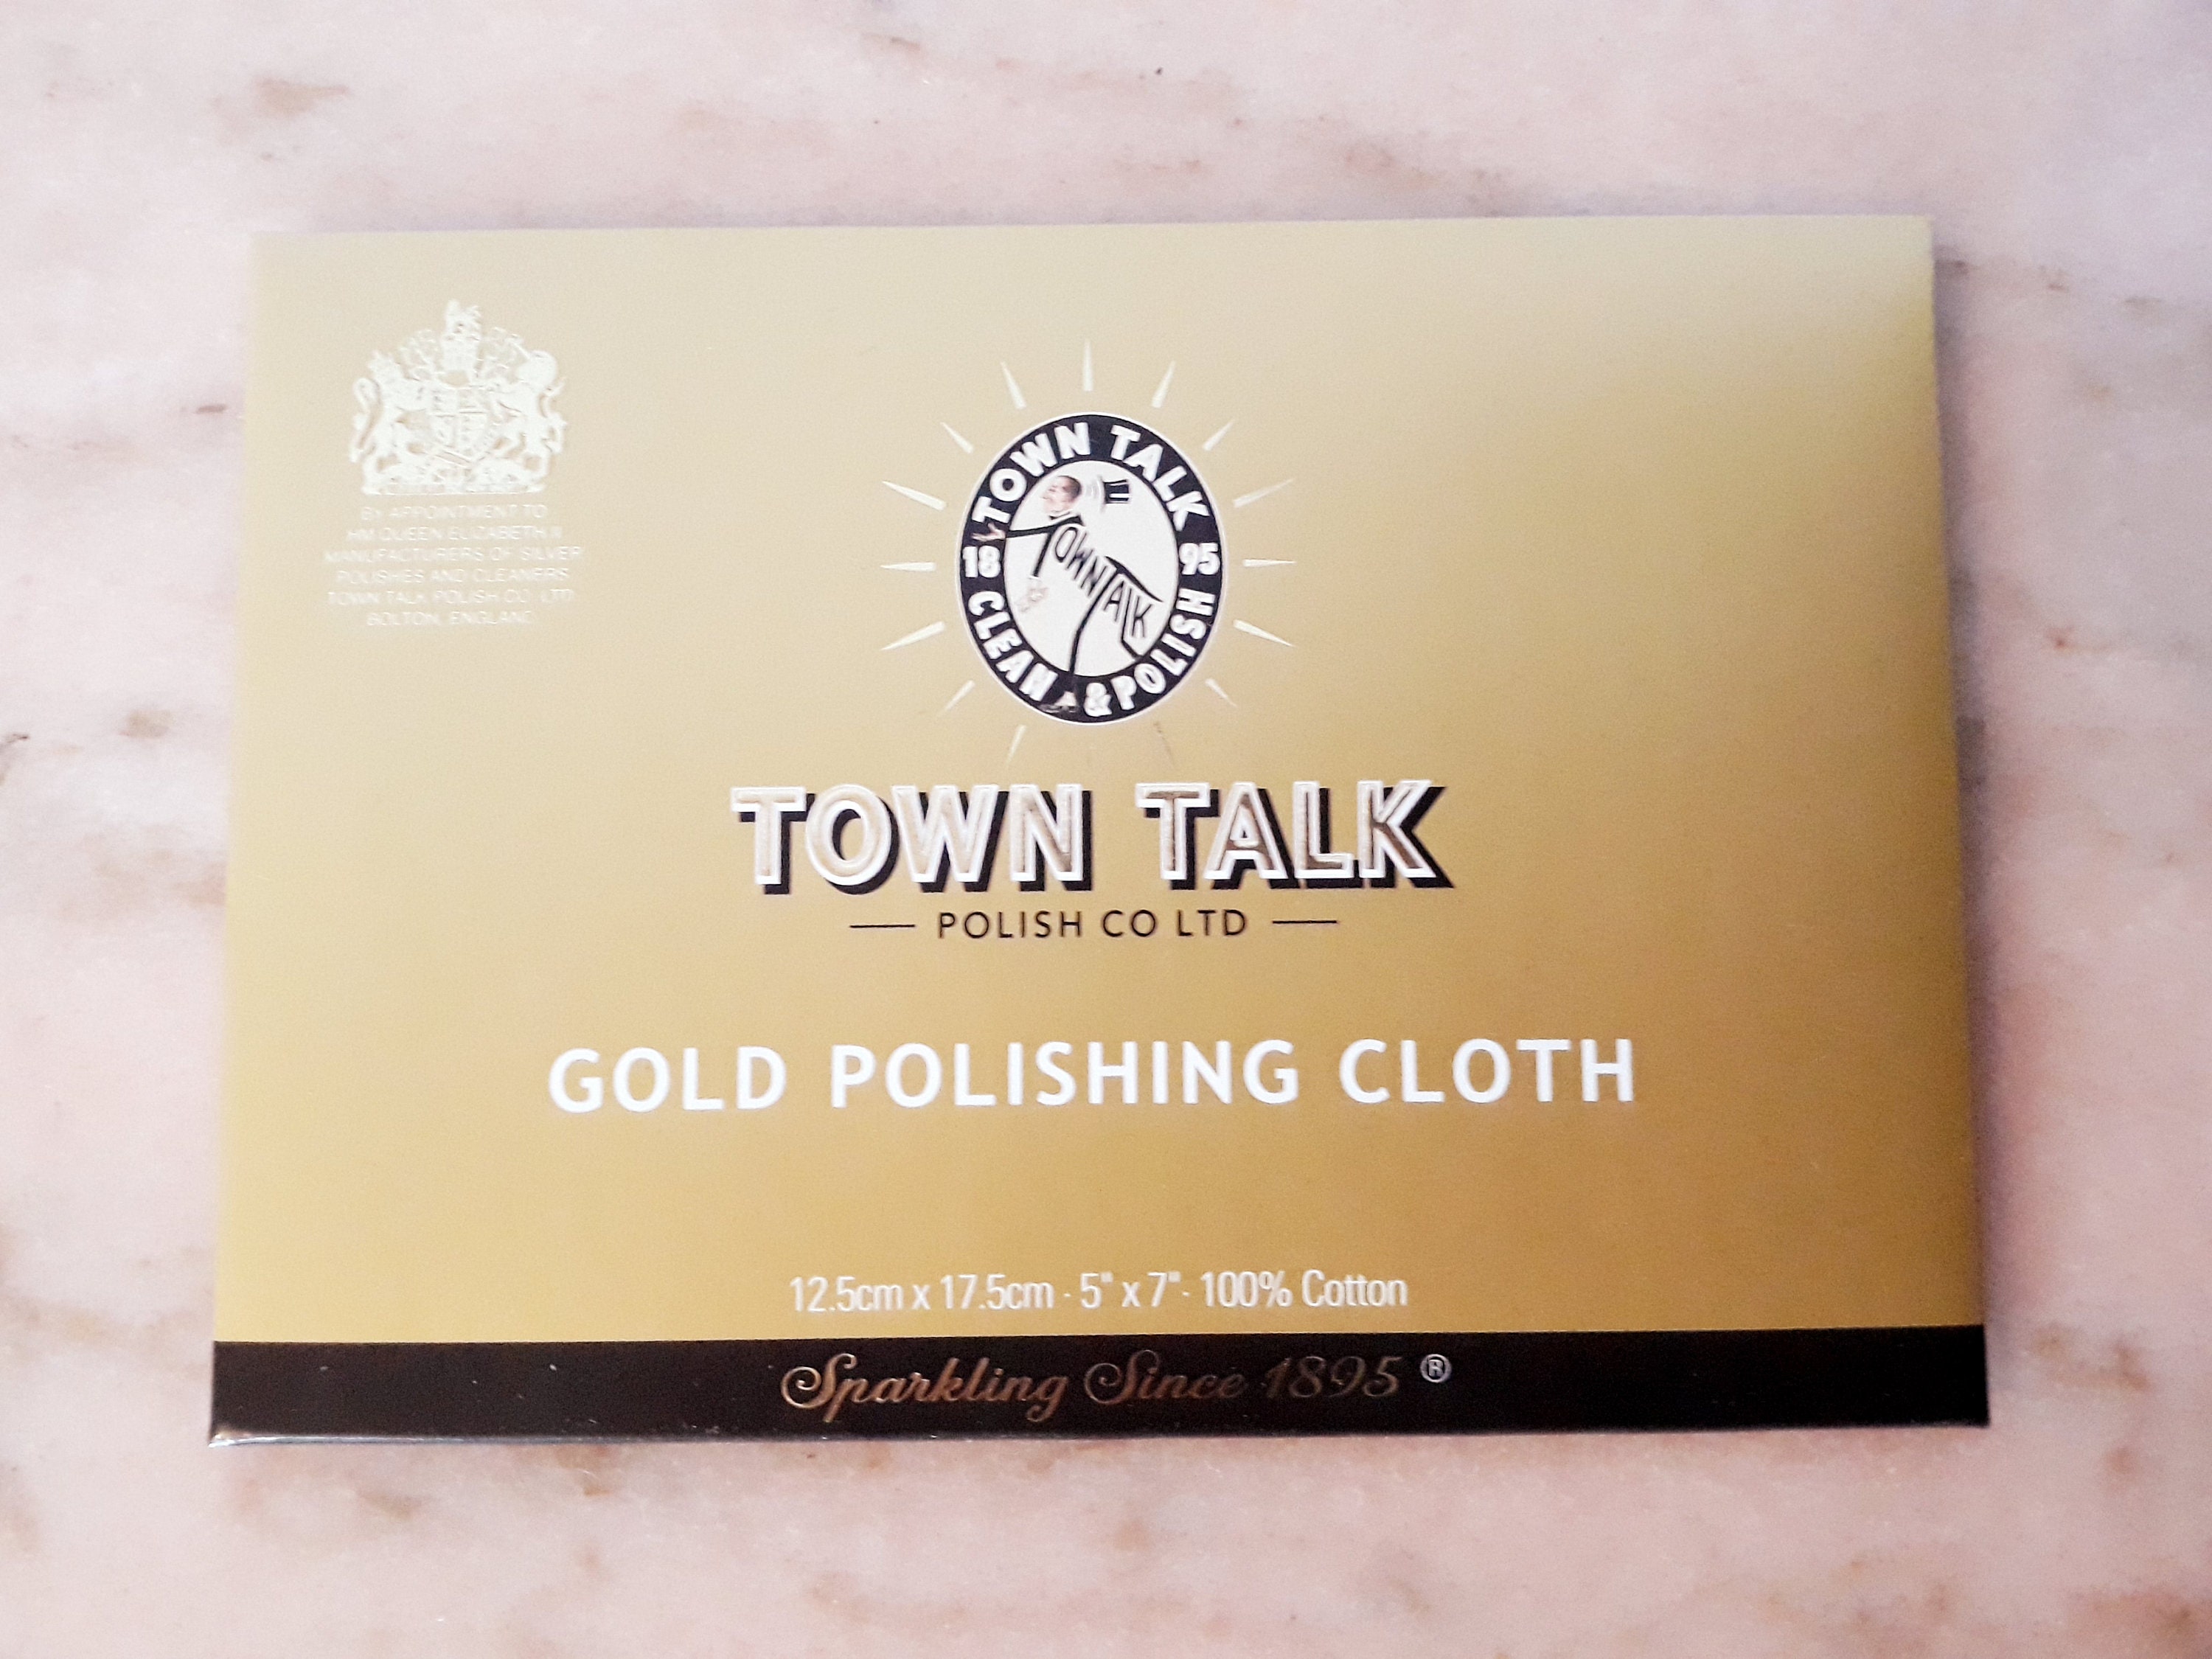 BY APPOINTMENT TO
HM QUEEN ELIZABETH II
MANUFACTURERS OF SILVER
POLISHES AND CLEANERS
TOWN TALK POLISH CO. LTD
BOLTON, ENGLAND
TOWN TALK
18 95
CLEAN & POLISH
TOWN TALK
TOWN TALK
POLISH CO LTD
GOLD POLISHING CLOTH
12.5cm x 17.5cm · 5" x 7" · 100% Cotton
Sparkling Since 1895 ®